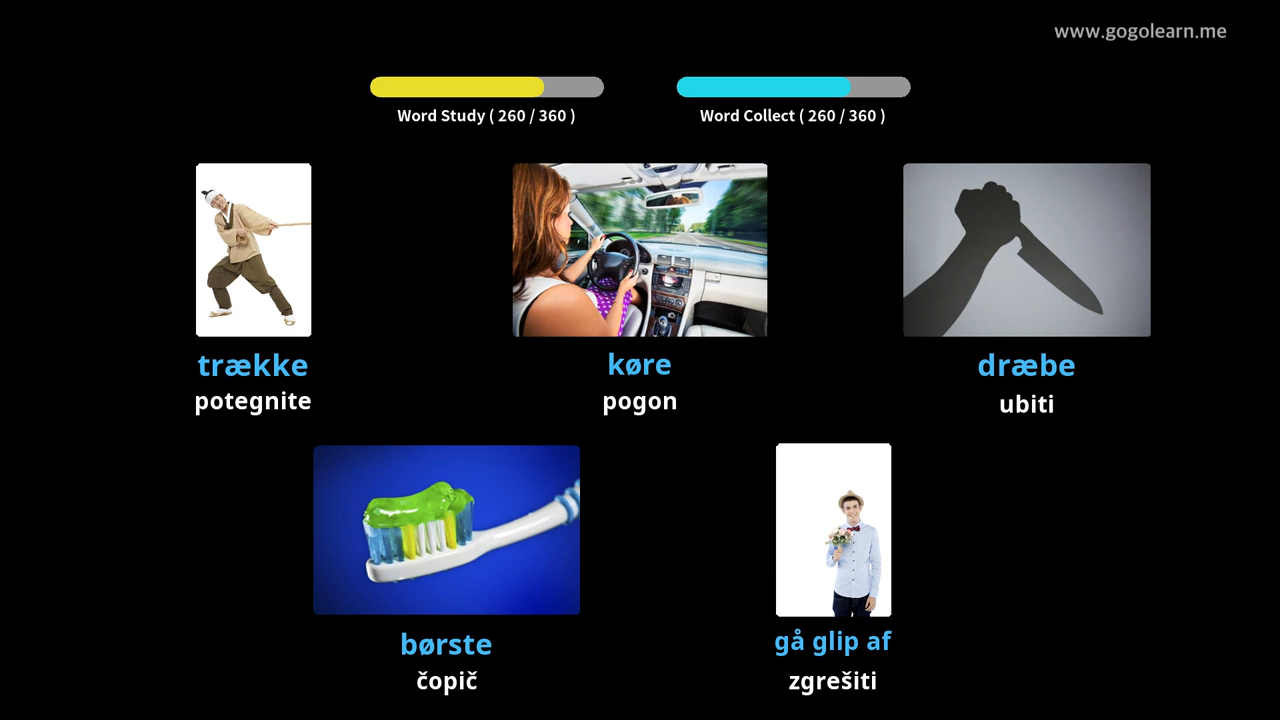 www.gogolearn.me
Word Study ( 260 / 360 )
Word Collect ( 260 / 360 )
trække
potegnite
køre
pogon
dræbe
ubiti
børste
čopič
gå glip af
zgrešiti